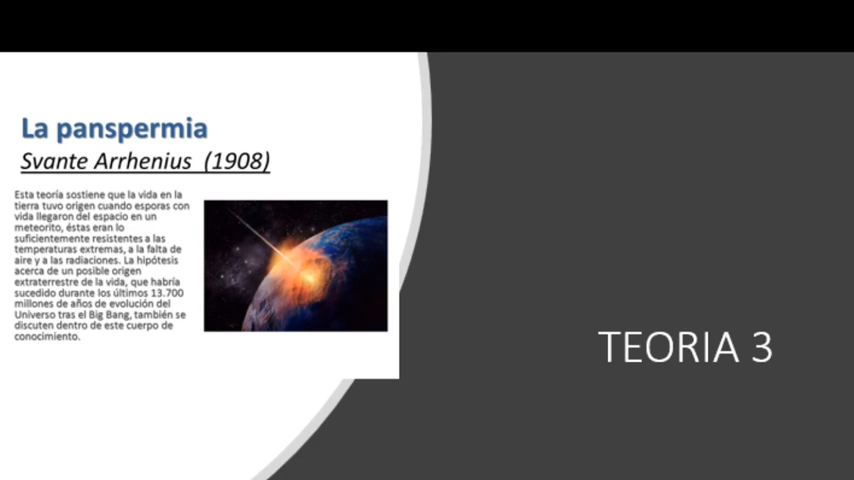 La panspermia
Svante Arrhenius (1908)
Esta teoría sostiene que la vida en la
tierra tuvo origen cuando esporas con
vida llegaron del espacio en un
meteorito, éstas eran lo
suficientemente resistentes a las
temperaturas extremas, a la falta de
aire y a las radiaciones. La hipótesis
acerca de un posible origen
extraterrestre de la vida, que habría
sucedido durante los últimos 13.700
millones de años de evolución del
Universo tras el Big Bang, también se
discuten dentro de este cuerpo de
conocimiento.
TEORIA 3